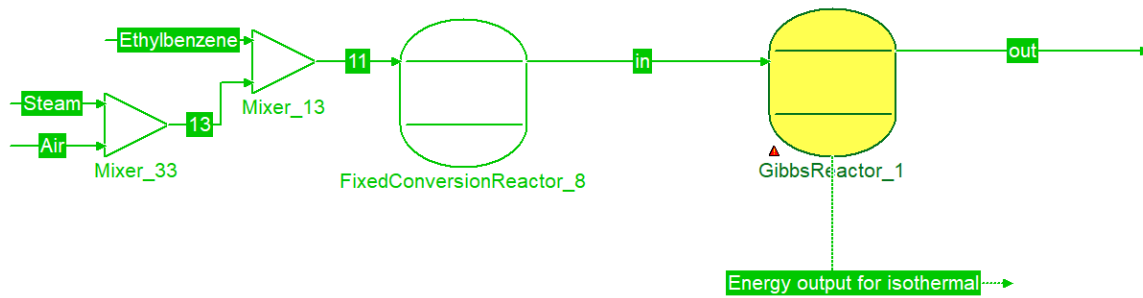 Ethylbenzene
11
in
out
Mixer_13
Steam
13
Air
Mixer_33
FixedConversionReactor_8
GibbsReactor_1
Energy output for isothermal